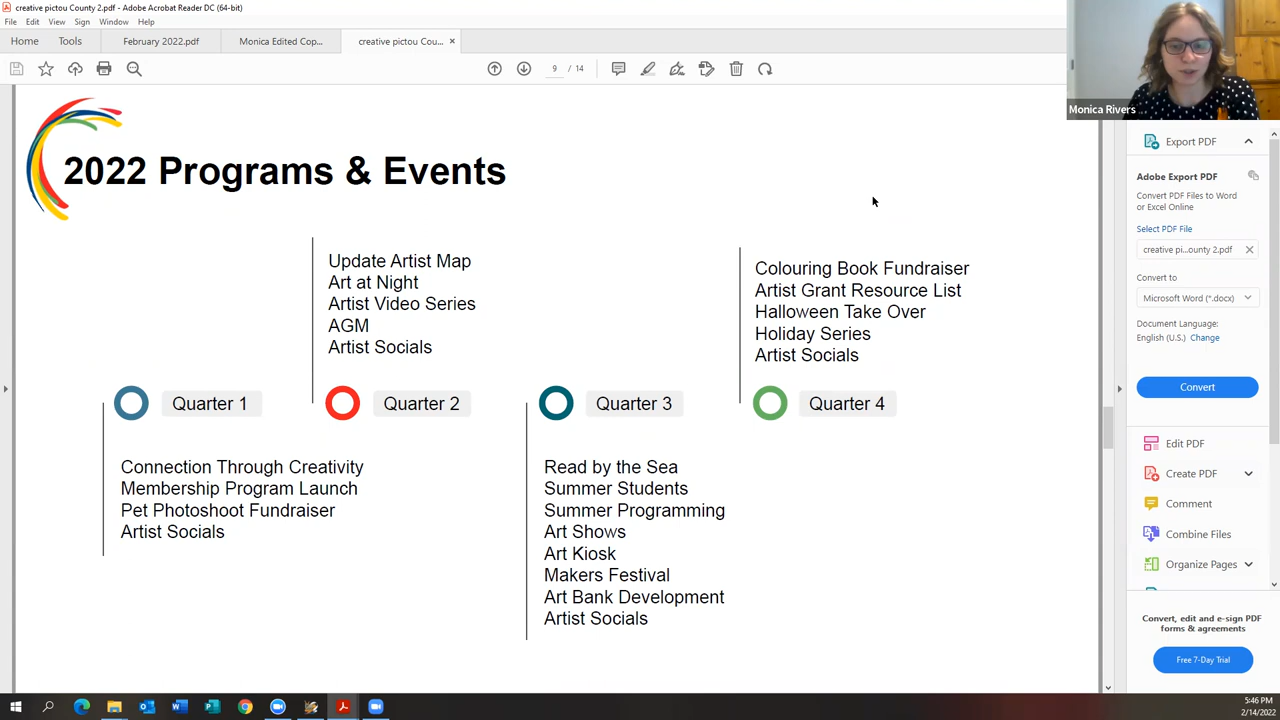 creative pictou County 2.pdf - Adobe Acrobat Reader DC (64-bit)
File Edit View Sign Window Help
Home Tools February 2022.pdf Monica Edited Cop... creative pictou Cou... ×
9 / 14
Monica Rivers
2022 Programs & Events
Update Artist Map
Art at Night
Artist Video Series
AGM
Artist Socials
Colouring Book Fundraiser
Artist Grant Resource List
Halloween Take Over
Holiday Series
Artist Socials
Quarter 1 Quarter 2 Quarter 3 Quarter 4
Connection Through Creativity
Membership Program Launch
Pet Photoshoot Fundraiser
Artist Socials
Read by the Sea
Summer Students
Summer Programming
Art Shows
Art Kiosk
Makers Festival
Art Bank Development
Artist Socials
Export PDF
Adobe Export PDF
Convert PDF Files to Word
or Excel Online
Select PDF File
creative pi...ounty 2.pdf
Convert to
Microsoft Word (*.docx)
Document Language:
English (U.S.) Change
Convert
Edit PDF
Create PDF
Comment
Combine Files
Organize Pages
Convert, edit and e-sign PDF
forms & agreements
Free 7-Day Trial
5:46 PM
2/14/2022